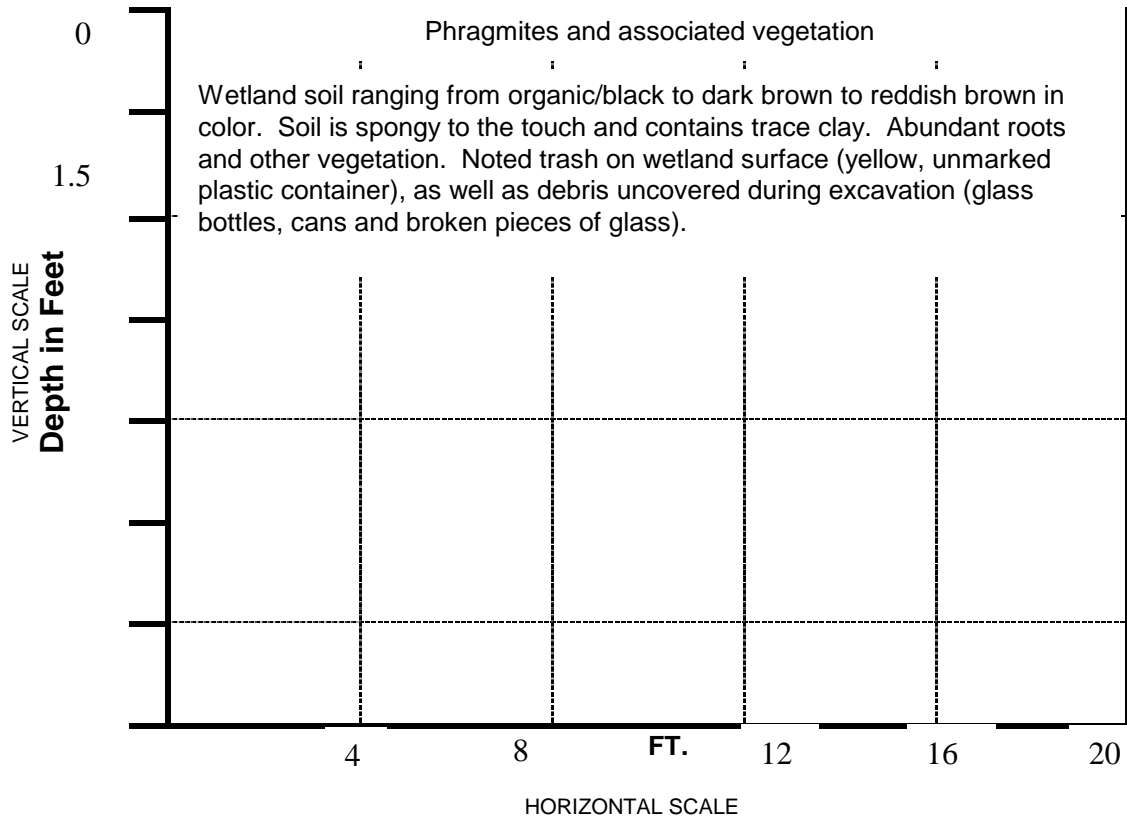 0
Phragmites and associated vegetation
Wetland soil ranging from organic/black to dark brown to reddish brown in
color.  Soil is spongy to the touch and contains trace clay.  Abundant roots
and other vegetation.  Noted trash on wetland surface (yellow, unmarked
plastic container), as well as debris uncovered during excavation (glass
bottles, cans and broken pieces of glass).
1.5
VERTICAL SCALE
Depth in Feet
4
8
FT.
12
16
20
HORIZONTAL SCALE